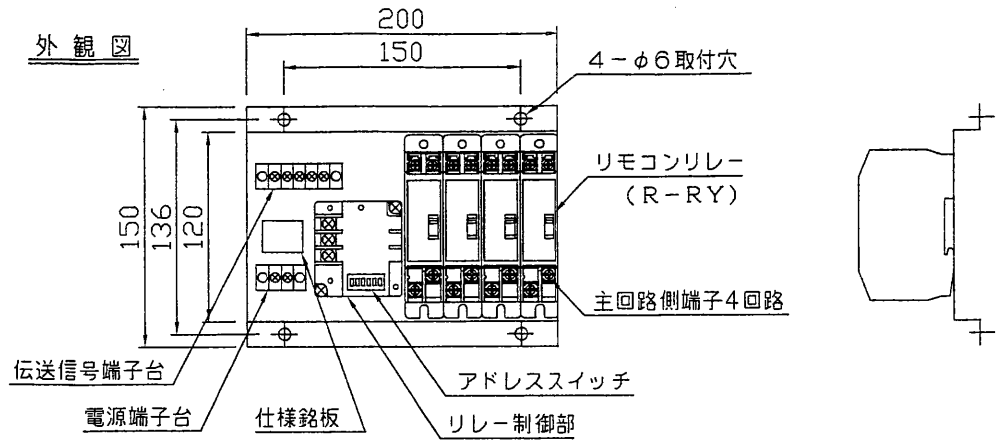 外観図
200
150
4-φ6取付穴
150
136
120
リモコンリレー
(R-RY)
主回路側端子4回路
伝送信号端子台
アドレススイッチ
電源端子台
仕様銘板
リレー制御部